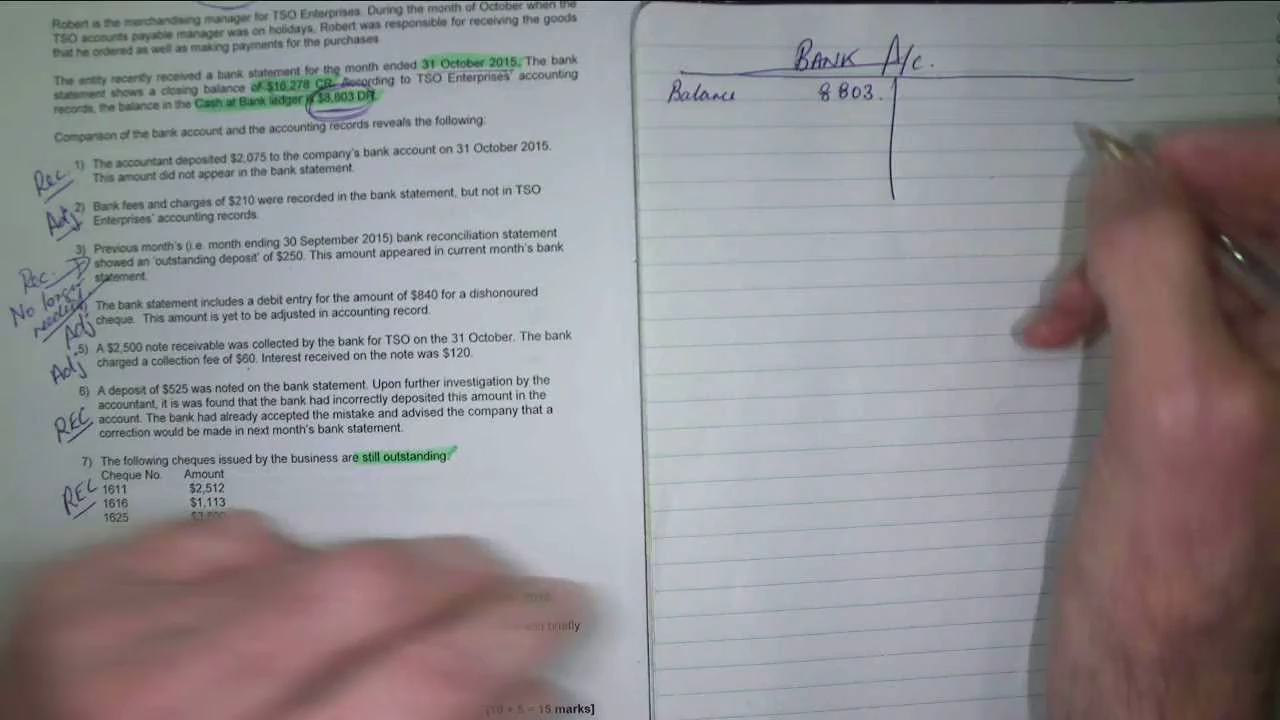 Robert is the merchandising manager for TSO Enterprises. During the month of October when the
TSO accounts payable manager was on holidays, Robert was responsible for receiving the goods
that he ordered as well as making payments for the purchases
The entity recently received a bank statement for the month ended 31 October 2015. The bank
statement shows a closing balance of $16,278 CR. According to TSO Enterprises' accounting
records, the balance in the Cash at Bank ledger is $8,803 DR.
Comparison of the bank account and the accounting records reveals the following:
Rec 1) The accountant deposited $2,075 to the company's bank account on 31 October 2015.
This amount did not appear in the bank statement.
Adj 2) Bank fees and charges of $210 were recorded in the bank statement, but not in TSO
Enterprises' accounting records.
3) Previous month's (i.e. month ending 30 September 2015) bank reconciliation statement
Rec. showed an 'outstanding deposit' of $250. This amount appeared in current month's bank
statement.
No longer
needed
The bank statement includes a debit entry for the amount of $840 for a dishonoured
Adj cheque. This amount is yet to be adjusted in accounting record.
Adj 5) A $2,500 note receivable was collected by the bank for TSO on the 31 October. The bank
charged a collection fee of $60. Interest received on the note was $120.
6) A deposit of $525 was noted on the bank statement. Upon further investigation by the
REC accountant, it is was found that the bank had incorrectly deposited this amount in the
account. The bank had already accepted the mistake and advised the company that a
correction would be made in next month's bank statement.
7) The following cheques issued by the business are still outstanding:
Cheque No. Amount
REC 1611 $2,512
1616 $1,113
1625
briefly
[10 + 5 = 15 marks]
BANK A/c.
Balance 8803.